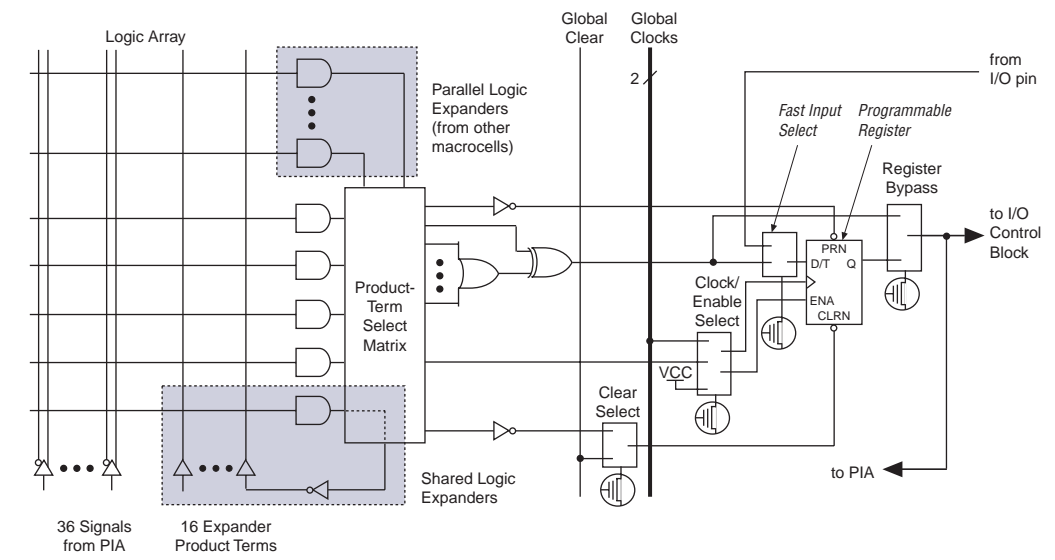 Logic Array
Parallel Logic
Expanders
(from other
macrocells)
Global
Clear
Global
Clocks
2
from
I/O pin
Fast Input
Select
Programmable
Register
Register
Bypass
to I/O
Control
Block
PRN
D/T
Q
ENA
CLRN
Clock/
Enable
Select
VCC
Clear
Select
Product-
Term
Select
Matrix
to PIA
Shared Logic
Expanders
36 Signals
from PIA
16 Expander
Product Terms